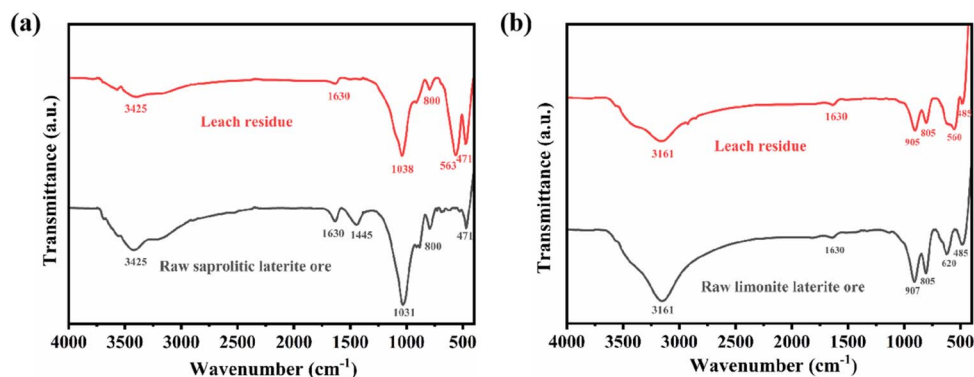 (a)
Transmittance (a.u.)
3425
1630
800
Leach residue
1038
563
471
3425
1630
1445
800
471
Raw saprolitic laterite ore
1031
4000 3500 3000 2500 2000 1500 1000 500
Wavenumber (cm-1)
(b)
Transmittance (a.u.)
485
1630
905
805
560
Leach residue
3161
1630
620
485
907
805
Raw limonite laterite ore
3161
4000 3500 3000 2500 2000 1500 1000 500
Wavenumber (cm-1)